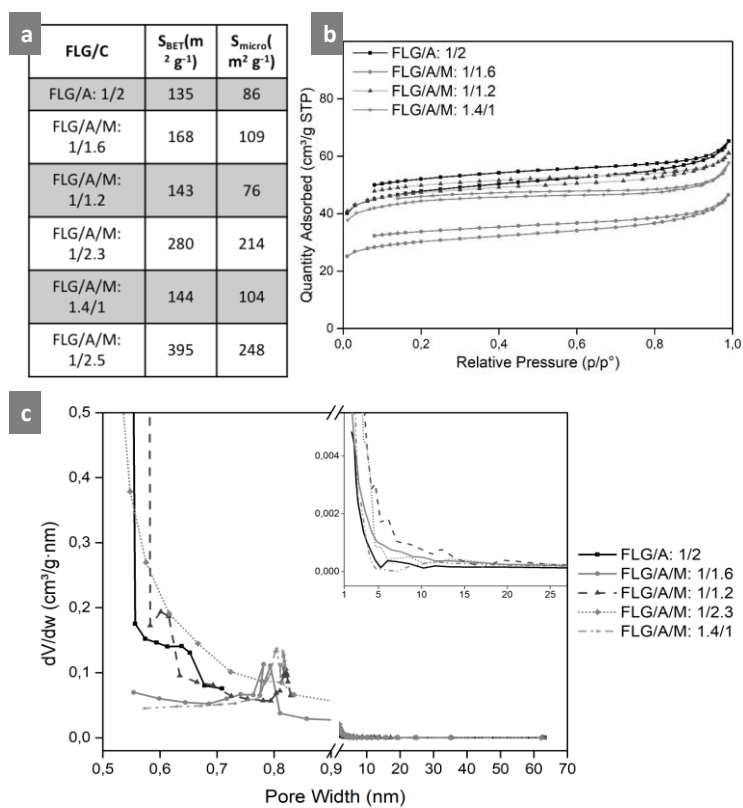 a
FLG/C S_BET(m² g⁻¹) S_micro(m² g⁻¹)
FLG/A: 1/2 135 86
FLG/A/M: 1/1.6 168 109
FLG/A/M: 1/1.2 143 76
FLG/A/M: 1/2.3 280 214
FLG/A/M: 1.4/1 144 104
FLG/A/M: 1/2.5 395 248
b
FLG/A: 1/2
FLG/A/M: 1/1.6
FLG/A/M: 1/1.2
FLG/A/M: 1.4/1
Quantity Adsorbed (cm³/g STP)
80
60
40
20
0
0,0 0,2 0,4 0,6 0,8 1,0
Relative Pressure (p/p°)
c
dV/dw (cm³/g·nm)
0,5
0,4
0,3
0,2
0,1
0,0
0,5 0,6 0,7 0,8 0,9 10 20 30 40 50 60 70
Pore Width (nm)
0,004
0,002
0,000
1 5 10 15 20 25
FLG/A: 1/2
FLG/A/M: 1/1.6
FLG/A/M: 1/1.2
FLG/A/M: 1/2.3
FLG/A/M: 1.4/1